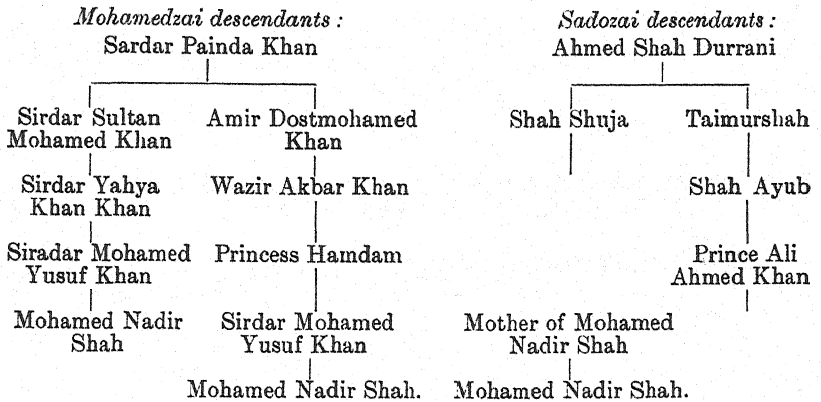 Mohamedzai descendants :
Sardar Painda Khan
Sirdar Sultan
Mohamed Khan
Amir Dostmohamed
Khan
Sirdar Yahya
Khan Khan
Wazir Akbar Khan
Siradar Mohamed
Yusuf Khan
Princess Hamdam
Mohamed Nadir
Shah
Sirdar Mohamed
Yusuf Khan
Mohamed Nadir Shah.
Sadozai descendants :
Ahmed Shah Durrani
Shah Shuja
Taimurshah
Shah Ayub
Prince Ali
Ahmed Khan
Mother of Mohamed
Nadir Shah
Mohamed Nadir Shah.